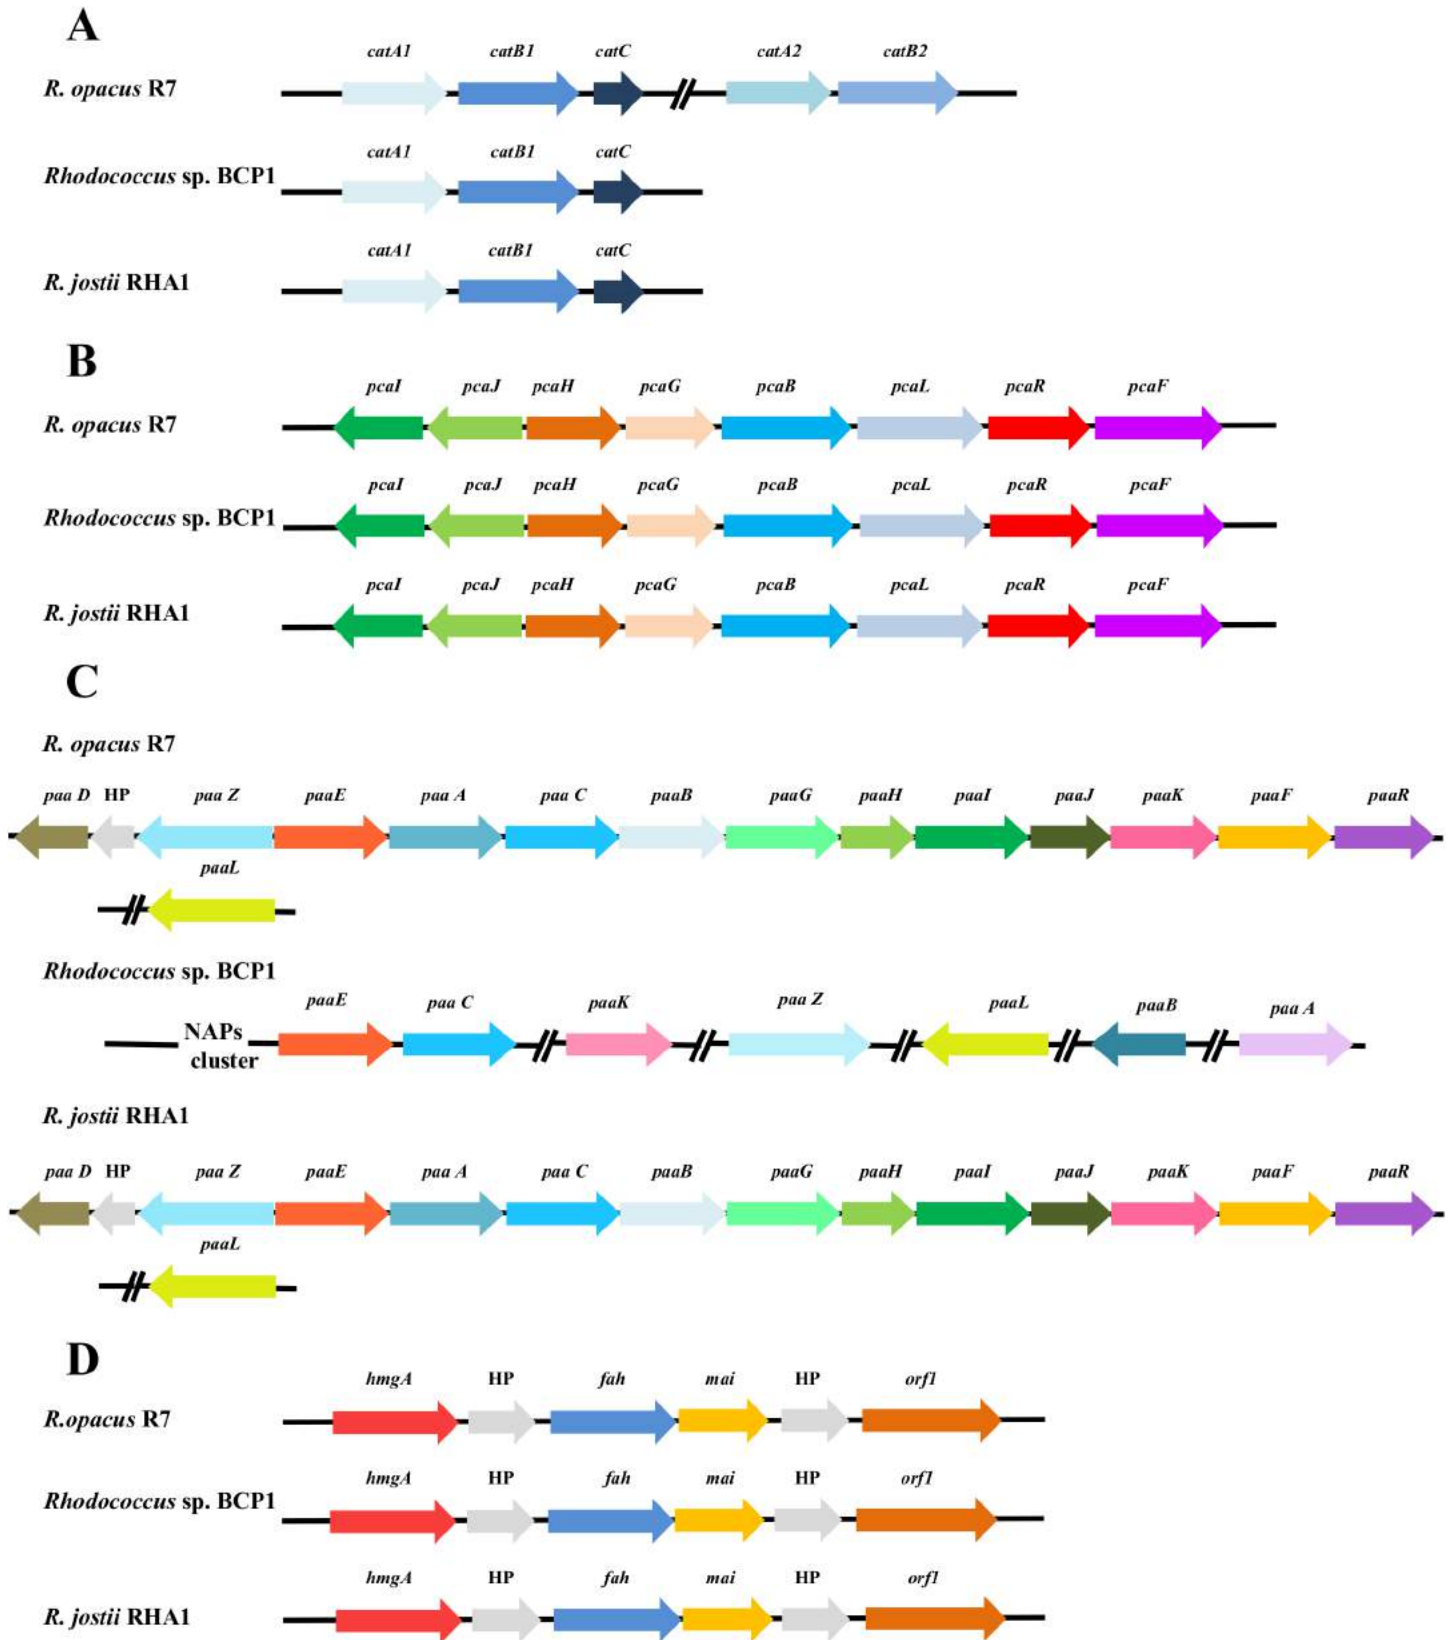 A
catA1 catB1 catC catA2 catB2
R. opacus R7
catA1 catB1 catC
Rhodococcus sp. BCP1
catA1 catB1 catC
R. jostii RHA1
B
pcaI pcaJ pcaH pcaG pcaB pcaL pcaR pcaF
R. opacus R7
pcaI pcaJ pcaH pcaG pcaB pcaL pcaR pcaF
Rhodococcus sp. BCP1
pcaI pcaJ pcaH pcaG pcaB pcaL pcaR pcaF
R. jostii RHA1
C
R. opacus R7
paa D HP paa Z paaE paa A paa C paaB paaG paaH paaI paaJ paaK paaF paaR
paaL
Rhodococcus sp. BCP1
paaE paa C paaK paa Z paaL paaB paa A
NAPs
cluster
R. jostii RHA1
paa D HP paa Z paaE paa A paa C paaB paaG paaH paaI paaJ paaK paaF paaR
paaL
D
hmgA HP fah mai HP orf1
R.opacus R7
hmgA HP fah mai HP orf1
Rhodococcus sp. BCP1
hmgA HP fah mai HP orf1
R. jostii RHA1